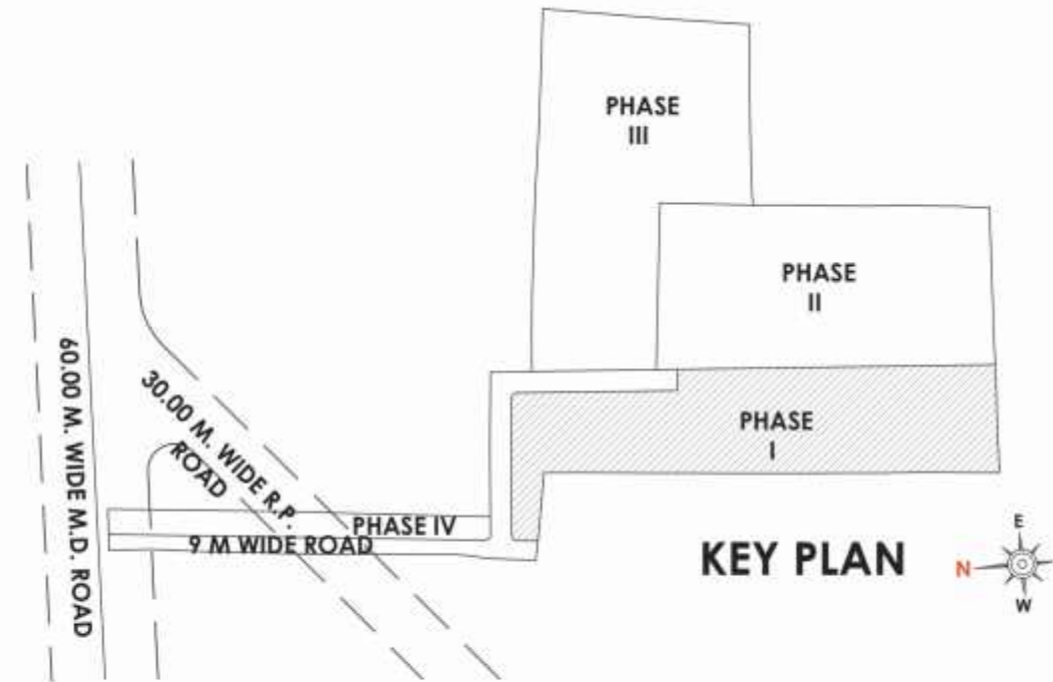 PHASE
III
PHASE
II
60.00 M. WIDE M.D. ROAD
30.00 M. WIDE R.P.
ROAD
PHASE
I
PHASE IV
9 M WIDE ROAD
KEY PLAN
E
N
W